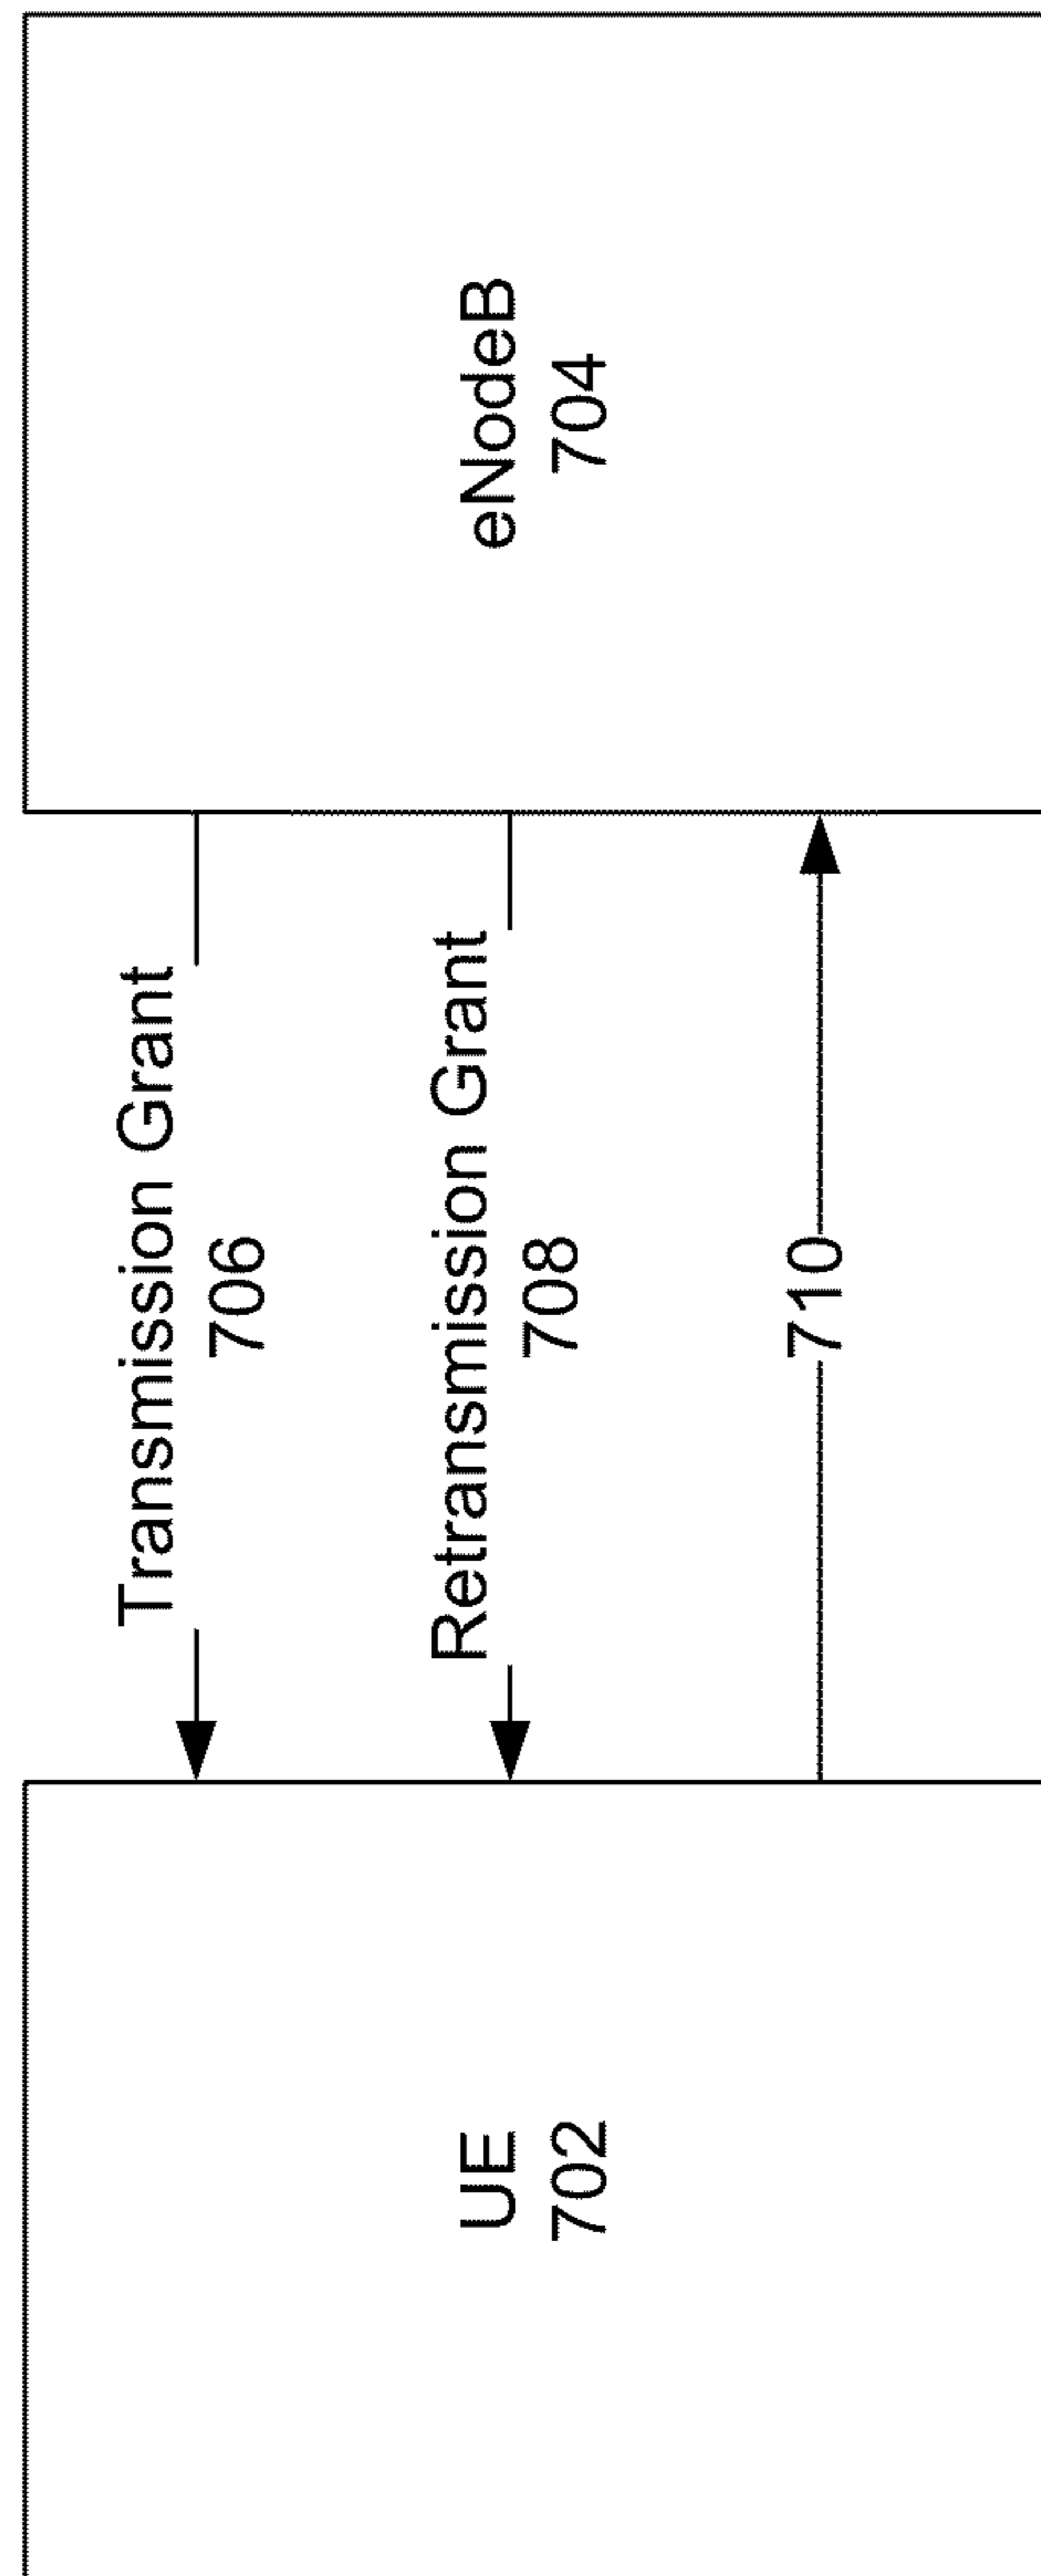 UE
702
Transmission Grant
706
Retransmission Grant
708
710
eNodeB
704